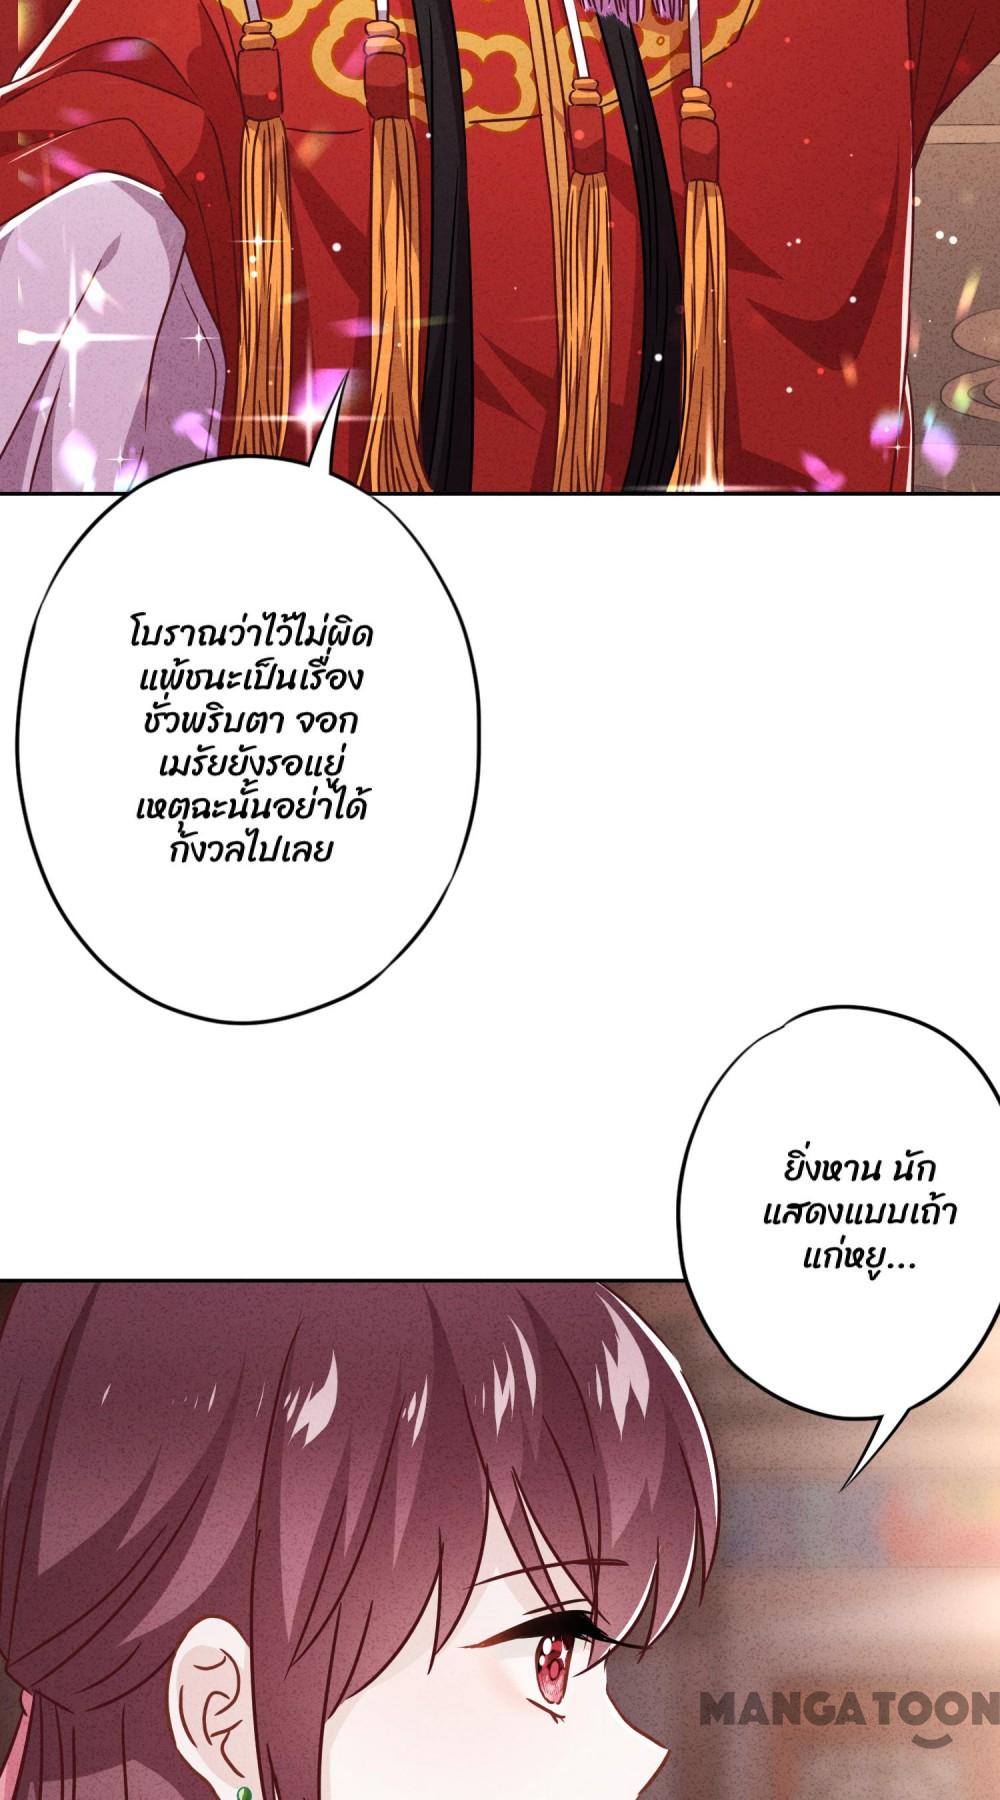 โบราณว่าไว้ไม่ผิด
แพ้ชนะเป็นเรื่อง
ชั่วพริบตา จอก
เมรัยยังรออยู่
เหตุฉะนั้นอย่าได้
กังวลไปเลย
ยิ่งหาน นัก
แสดงแบบเถ้า
แก่หยู...
MANGATOON